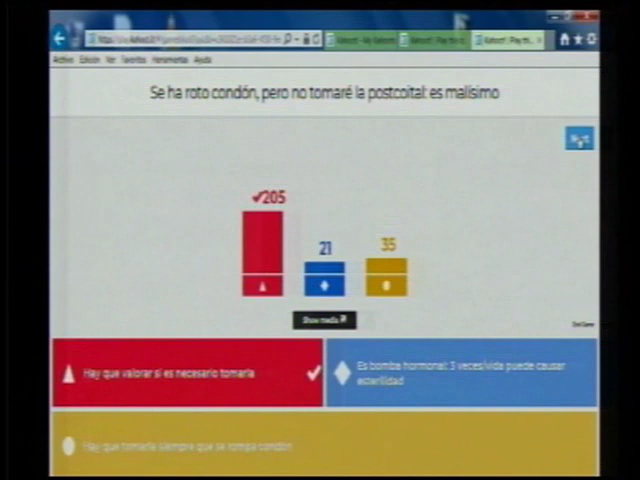 Archivo Edición Ver Favoritos Herramientas Ayuda
Se ha roto condón, pero no tomaré la postcoital: es malísimo
205
21
35
Show media
Hay que valorar si es necesario tomarla
Es bomba hormonal: 3 veces/vida puede causar
esterilidad
Hay que tomarla siempre que se rompa condón